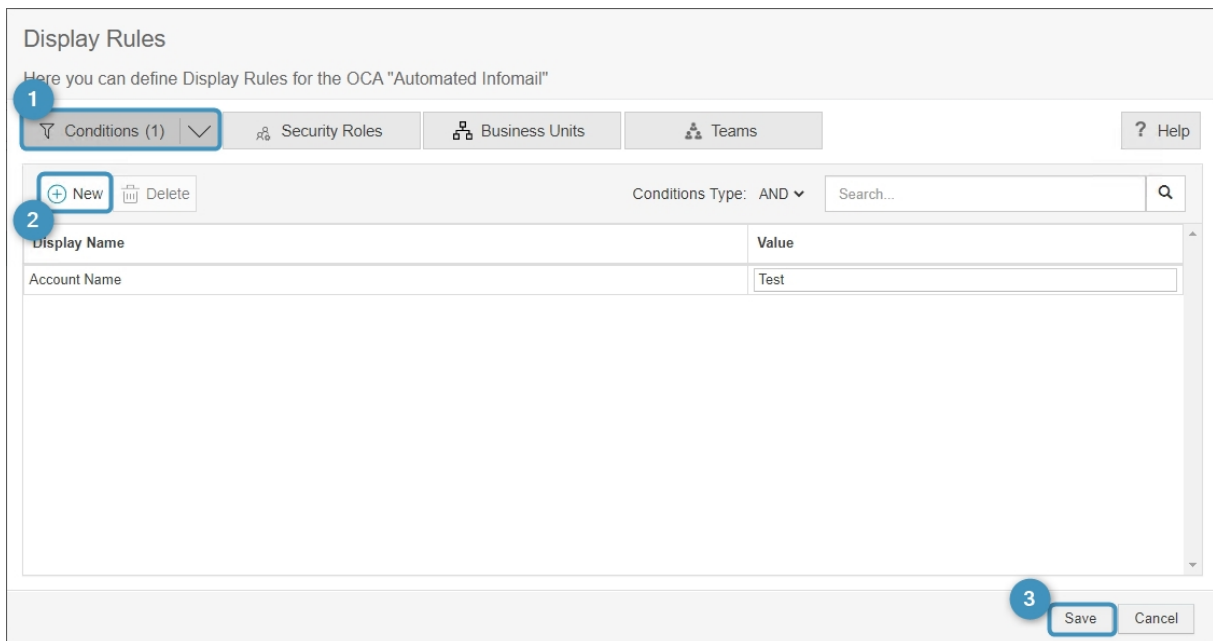 Display Rules
Here you can define Display Rules for the OCA "Automated Infomail"
1
Conditions (1) Security Roles Business Units Teams ? Help
New Delete Conditions Type: AND Search...
2
Display Name Value
Account Name Test
3
Save Cancel